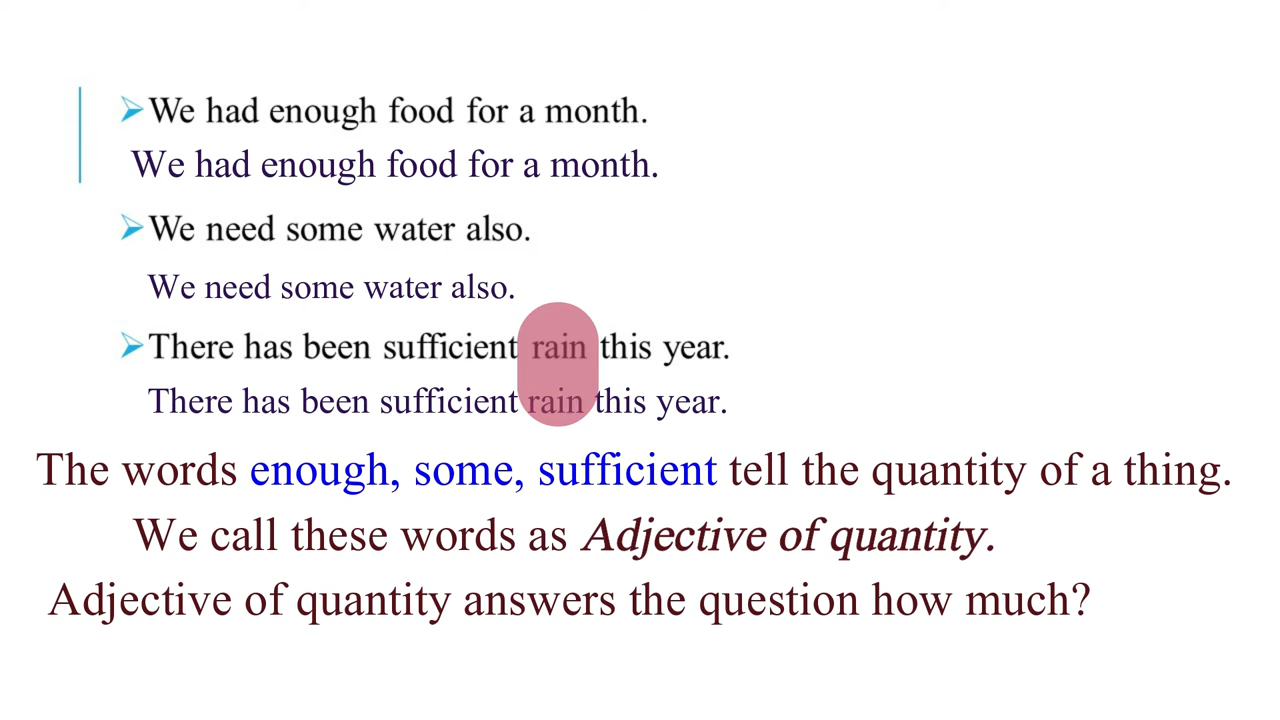 We had enough food for a month.
We had enough food for a month.
We need some water also.
We need some water also.
There has been sufficient rain this year.
There has been sufficient rain this year.
The words enough, some, sufficient tell the quantity of a thing.
We call these words as Adjective of quantity.
Adjective of quantity answers the question how much?